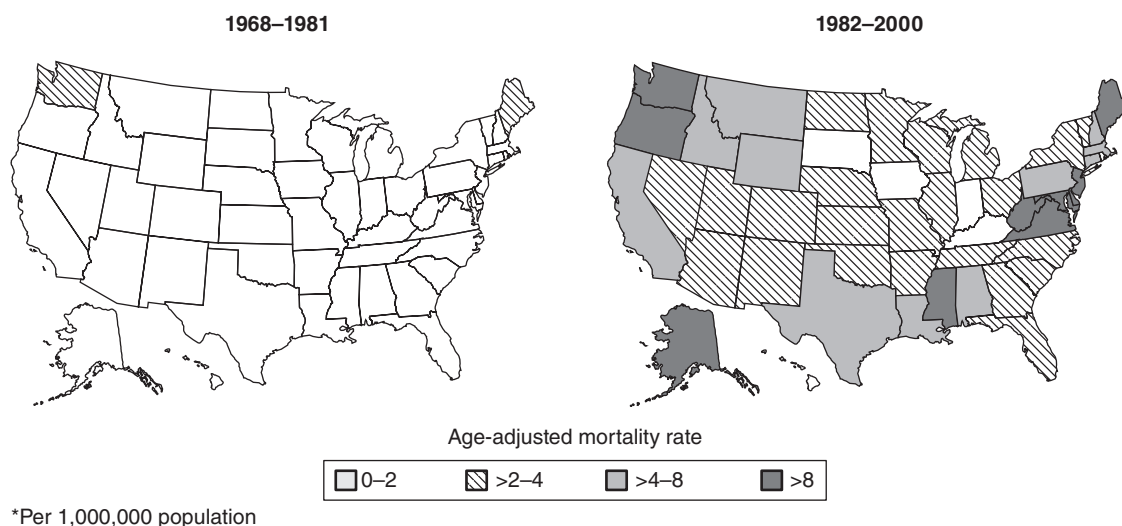 1968–1981
1982–2000
Age-adjusted mortality rate
0–2 >2–4 >4–8 >8
*Per 1,000,000 population